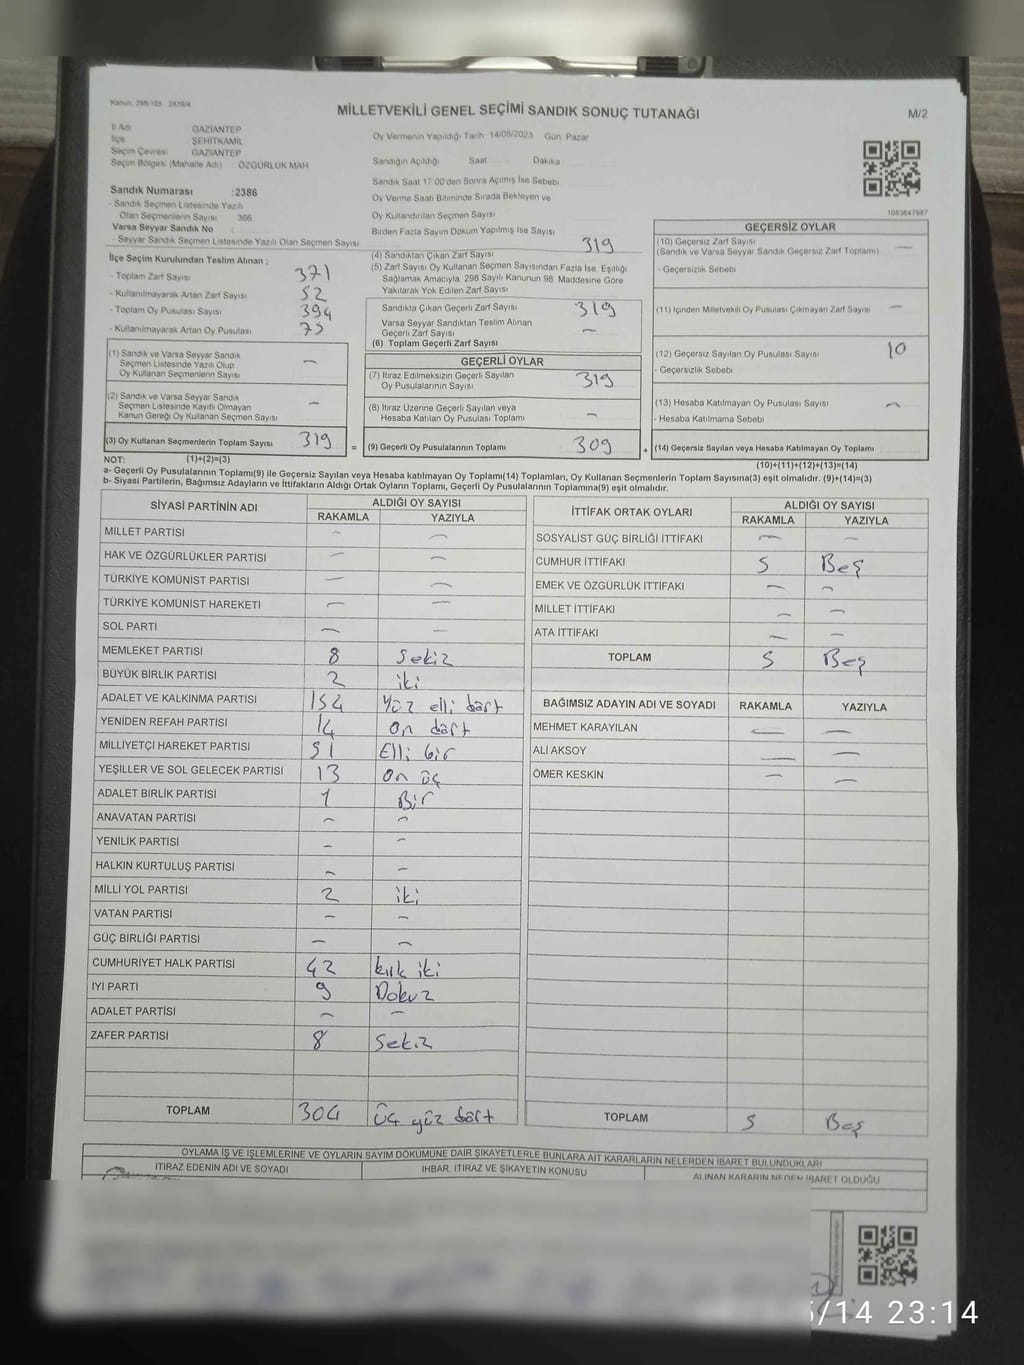 Kanun, 298/105 2839/4
MİLLETVEKİLİ GENEL SEÇİMİ SANDIK SONUÇ TUTANAĞI
M/2
İl Adı GAZİANTEP
İlçe ŞEHİTKAMİL
Seçim Çevresi GAZİANTEP
Seçim Bölgesi (Mahalle Adı) ÖZGÜRLÜK MAH
Oy Vermenin Yapıldığı Tarih 14/05/2023 Gün Pazar
Sandığın Açıldığı Saat Dakika
Sandık Saat 17:00'den Sonra Açılmış İse Sebebi
Oy Verme Saati Bitiminde Sırada Bekleyen ve
Oy Kullandırılan Seçmen Sayısı
Birden Fazla Sayım Döküm Yapılmış İse Sayısı
1083647987
Sandık Numarası :2386
- Sandık Seçmen Listesinde Yazılı
Olan Seçmenlerin Sayısı 366
Varsa Seyyar Sandık No
- Seyyar Sandık Seçmen Listesinde Yazılı Olan Seçmen Sayısı
İlçe Seçim Kurulundan Teslim Alınan ;
- Toplam Zarf Sayısı 371
- Kullanılmayarak Artan Zarf Sayısı 52
- Toplam Oy Pusulası Sayısı 394
- Kullanılmayarak Artan Oy Pusulası 75
(1) Sandık ve Varsa Seyyar Sandık
Seçmen Listesinde Yazılı Olup
Oy Kullanan Seçmenlerin Sayısı —
(2) Sandık ve Varsa Seyyar Sandık
Seçmen Listesinde Kayıtlı Olmayan
Kanun Gereği Oy Kullanan Seçmen Sayısı —
(3) Oy Kullanan Seçmenlerin Toplam Sayısı 319
(4) Sandıktan Çıkan Zarf Sayısı 319
(5) Zarf Sayısı Oy Kullanan Seçmen Sayısından Fazla İse, Eşitliği
Sağlamak Amacıyla, 298 Sayılı Kanunun 98. Maddesine Göre
Yakılarak Yok Edilen Zarf Sayısı
Sandıkta Çıkan Geçerli Zarf Sayısı 319
Varsa Seyyar Sandıktan Teslim Alınan
Geçerli Zarf Sayısı —
(6) Toplam Geçerli Zarf Sayısı
GEÇERLİ OYLAR
(7) İtiraz Edilmeksizin Geçerli Sayılan
Oy Pusulalarının Sayısı 319
(8) İtiraz Üzerine Geçerli Sayılan veya
Hesaba Katılan Oy Pusulaları Toplamı —
= (9) Geçerli Oy Pusulalarının Toplamı 309
GEÇERSİZ OYLAR
(10) Geçersiz Zarf Sayısı
(Sandık ve Varsa Seyyar Sandık Geçersiz Zarf Toplamı) —
- Geçersizlik Sebebi
(11) İçinden Milletvekili Oy Pusulası Çıkmayan Zarf Sayısı —
(12) Geçersiz Sayılan Oy Pusulası Sayısı 10
- Geçersizlik Sebebi
(13) Hesaba Katılmayan Oy Pusulası Sayısı —
- Hesaba Katılmama Sebebi
+ (14) Geçersiz Sayılan veya Hesaba Katılmayan Oy Toplamı
NOT: (1)+(2)=(3)
(10)+(11)+(12)+(13)=(14)
a- Geçerli Oy Pusulalarının Toplamı(9) ile Geçersiz Sayılan veya Hesaba katılmayan Oy Toplamı(14) Toplamları, Oy Kullanan Seçmenlerin Toplam Sayısına(3) eşit olmalıdır. (9)+(14)=(3)
b- Siyasi Partilerin, Bağımsız Adayların ve İttifakların Aldığı Ortak Oyların Toplamı, Geçerli Oy Pusulalarının Toplamına(9) eşit olmalıdır.
SİYASİ PARTİNİN ADI ALDIĞI OY SAYISI
RAKAMLA YAZIYLA
MİLLET PARTİSİ — —
HAK VE ÖZGÜRLÜKLER PARTİSİ — —
TÜRKİYE KOMÜNİST PARTİSİ — —
TÜRKİYE KOMÜNİST HAREKETİ — —
SOL PARTİ — —
MEMLEKET PARTİSİ 8 Sekiz
BÜYÜK BİRLİK PARTİSİ 2 iki
ADALET VE KALKINMA PARTİSİ 154 Yüz elli dört
YENİDEN REFAH PARTİSİ 14 On dört
MİLLİYETÇİ HAREKET PARTİSİ 51 Elli bir
YEŞİLLER VE SOL GELECEK PARTİSİ 13 On üç
ADALET BİRLİK PARTİSİ 1 Bir
ANAVATAN PARTİSİ — —
YENİLİK PARTİSİ — —
HALKIN KURTULUŞ PARTİSİ — —
MİLLİ YOL PARTİSİ 2 iki
VATAN PARTİSİ — —
GÜÇ BİRLİĞİ PARTİSİ — —
CUMHURİYET HALK PARTİSİ 42 kırk iki
İYİ PARTİ 9 Dokuz
ADALET PARTİSİ — —
ZAFER PARTİSİ 8 Sekiz
TOPLAM 304 Üç yüz dört
İTTİFAK ORTAK OYLARI ALDIĞI OY SAYISI
RAKAMLA YAZIYLA
SOSYALİST GÜÇ BİRLİĞİ İTTİFAKI — —
CUMHUR İTTİFAKI 5 Beş
EMEK VE ÖZGÜRLÜK İTTİFAKI — —
MİLLET İTTİFAKI — —
ATA İTTİFAKI — —
TOPLAM 5 Beş
BAĞIMSIZ ADAYIN ADI VE SOYADI RAKAMLA YAZIYLA
MEHMET KARAYILAN — —
ALİ AKSOY — —
ÖMER KESKİN — —
TOPLAM 5 Beş
OYLAMA İŞ VE İŞLEMLERİNE VE OYLARIN SAYIM DÖKÜMÜNE DAİR ŞİKAYETLERLE BUNLARA AİT KARARLARIN NELERDEN İBARET BULUNDUKLARI
İTİRAZ EDENİN ADI VE SOYADI İHBAR, İTİRAZ VE ŞİKAYETİN KONUSU ALINAN KARARIN NEDEN İBARET OLDUĞU
/14 23:14